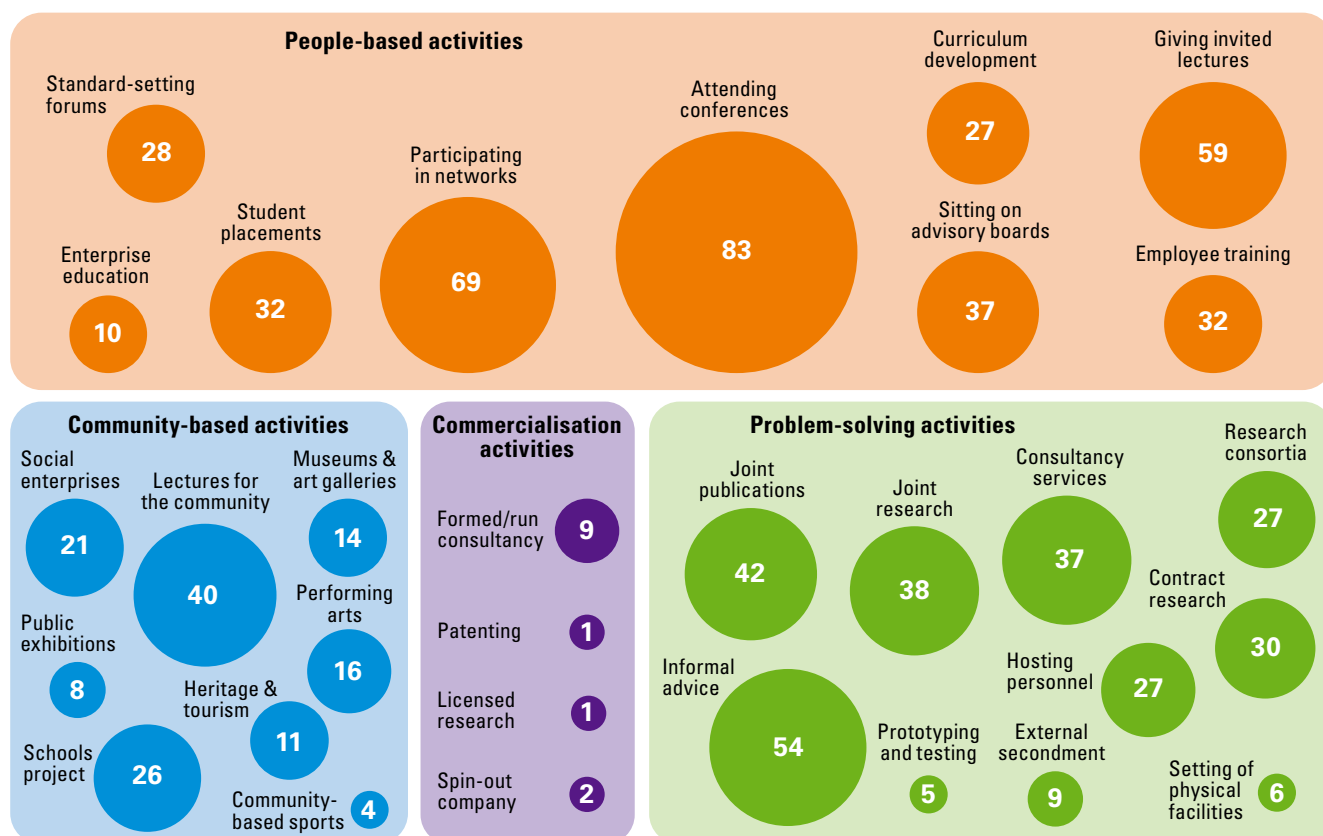 People-based activities
Standard-setting
forums
28
Enterprise
education
10
Student
placements
32
Participating
in networks
69
Attending
conferences
83
Curriculum
development
27
Sitting on
advisory boards
37
Giving invited
lectures
59
Employee training
32
Community-based activities
Social
enterprises
21
Lectures for
the community
40
Museums &
art galleries
14
Performing
arts
16
Public
exhibitions
8
Heritage &
tourism
11
Schools
project
26
Community-
based sports
4
Commercialisation
activities
Formed/run
consultancy
9
Patenting
1
Licensed
research
1
Spin-out
company
2
Problem-solving activities
Joint
publications
42
Joint
research
38
Consultancy
services
37
Research
consortia
27
Contract
research
30
Informal
advice
54
Hosting
personnel
27
Prototyping
and testing
5
External
secondment
9
Setting of
physical
facilities
6